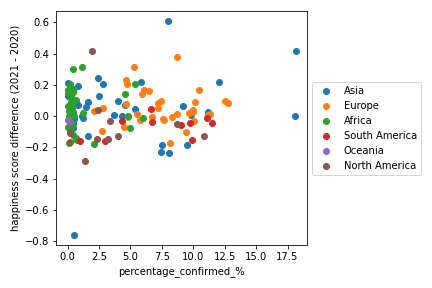 happiness score difference (2021 - 2020)
0.6
0.4
0.2
0.0
−0.2
−0.4
−0.6
−0.8
0.0 2.5 5.0 7.5 10.0 12.5 15.0 17.5
percentage_confirmed_%
Asia
Europe
Africa
South America
Oceania
North America